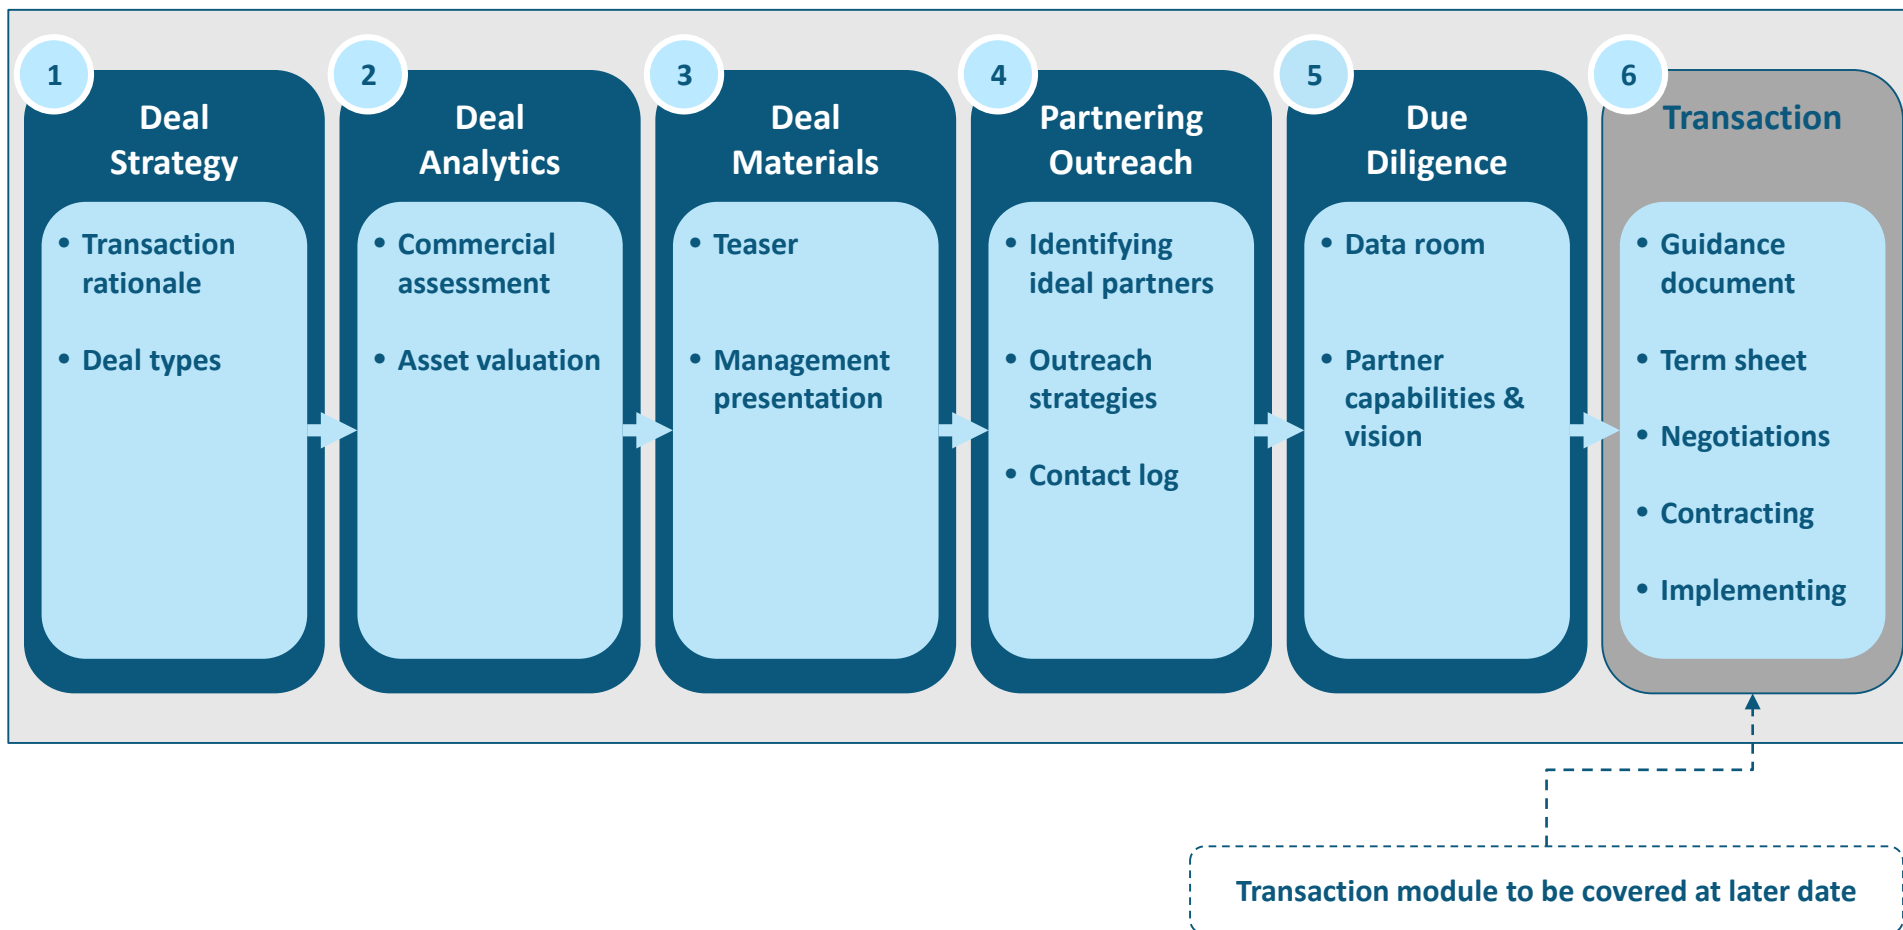 1
Deal
Strategy
• Transaction
rationale
• Deal types
2
Deal
Analytics
• Commercial
assessment
• Asset valuation
3
Deal
Materials
• Teaser
• Management
presentation
4
Partnering
Outreach
• Identifying
ideal partners
• Outreach
strategies
• Contact log
5
Due
Diligence
• Data room
• Partner
capabilities &
vision
6
Transaction
• Guidance
document
• Term sheet
• Negotiations
• Contracting
• Implementing
Transaction module to be covered at later date